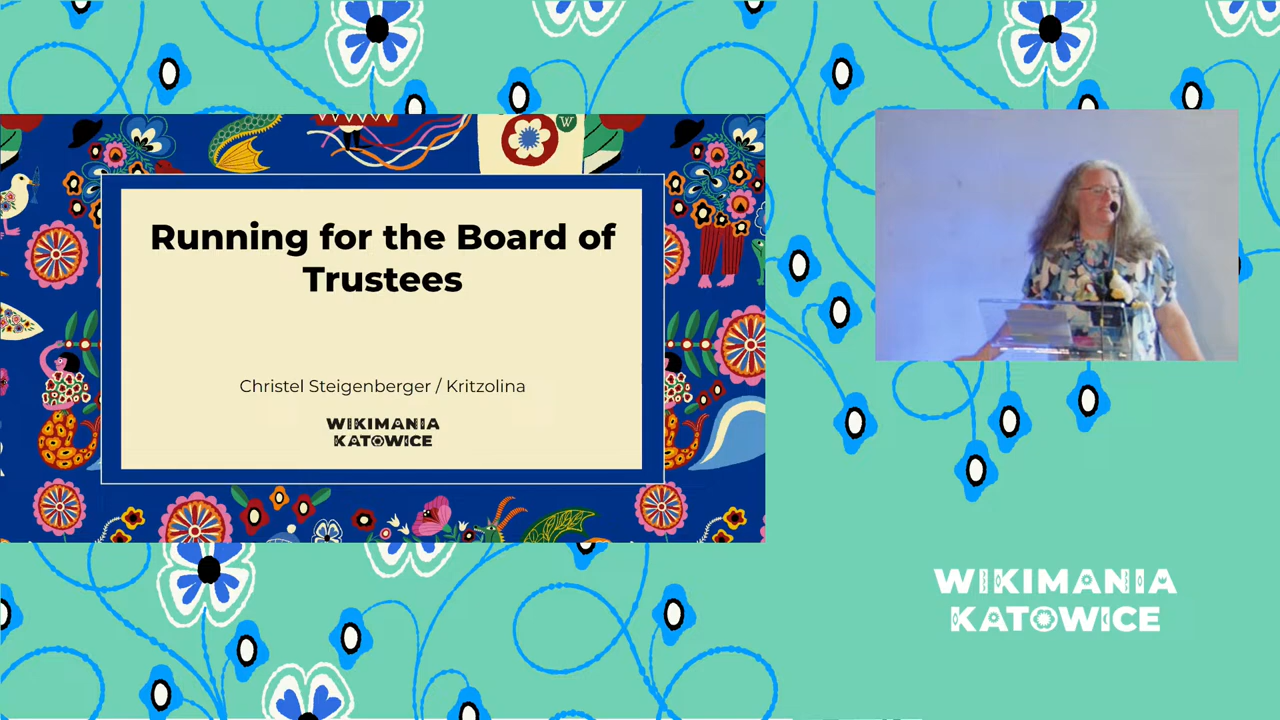 Running for the Board of
Trustees
Christel Steigenberger / Kritzolina
WIKIMANIA
KATOWICE
W
WIKIMANIA
KATOWICE